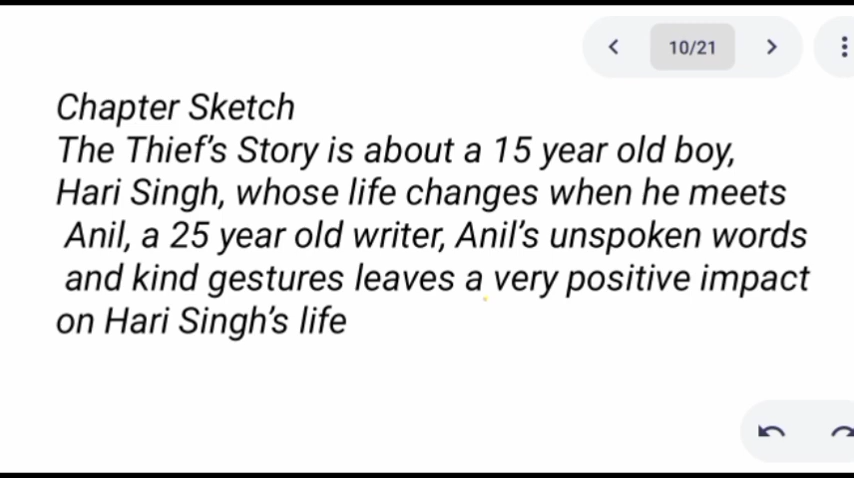 10/21
Chapter Sketch
The Thief's Story is about a 15 year old boy,
Hari Singh, whose life changes when he meets
Anil, a 25 year old writer, Anil's unspoken words
and kind gestures leaves a very positive impact
on Hari Singh's life